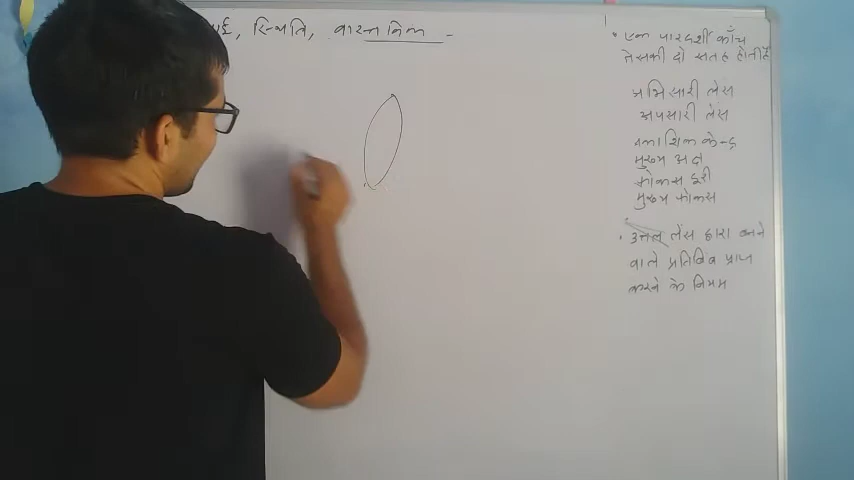 स्थिति, वास्तविक -
• एक पारदर्शी काँच
जिसकी दो सतह होती हैं
अभिसारी लेंस
अपसारी लेंस
प्रकाशिक केन्द्र
मुख्य अक्ष
फोकस दूरी
मुख्य फोकस
• उत्तल लेंस द्वारा बनने
वाले प्रतिबिंब प्राप्त
करने के नियम